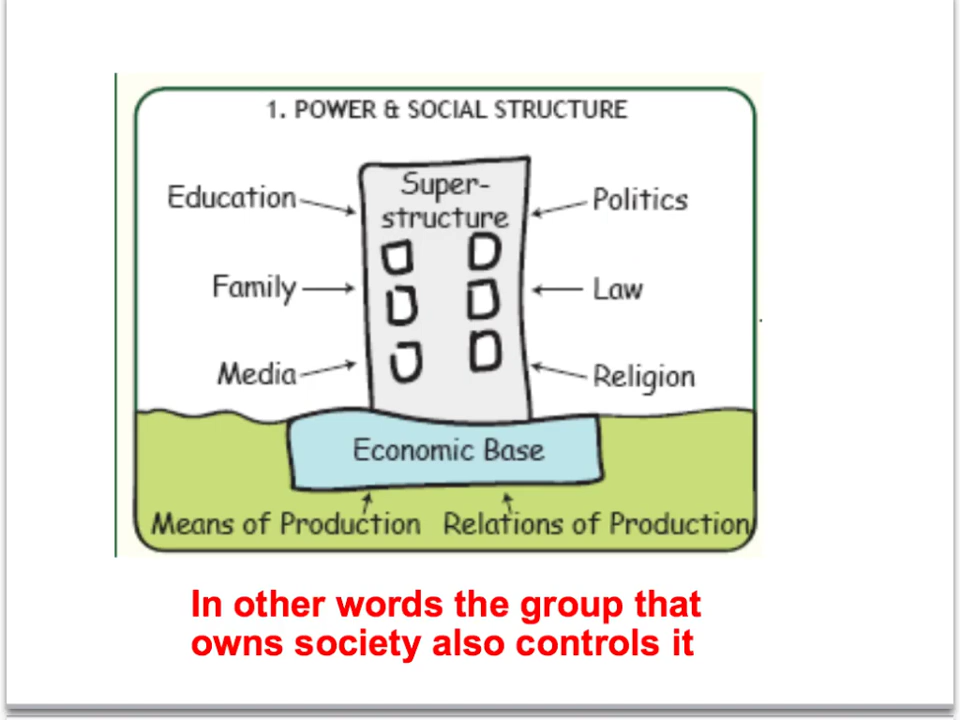 1. POWER & SOCIAL STRUCTURE
Super-
structure
Education
Politics
Family
Law
Media
Religion
Economic Base
Means of Production
Relations of Production
In other words the group that
owns society also controls it